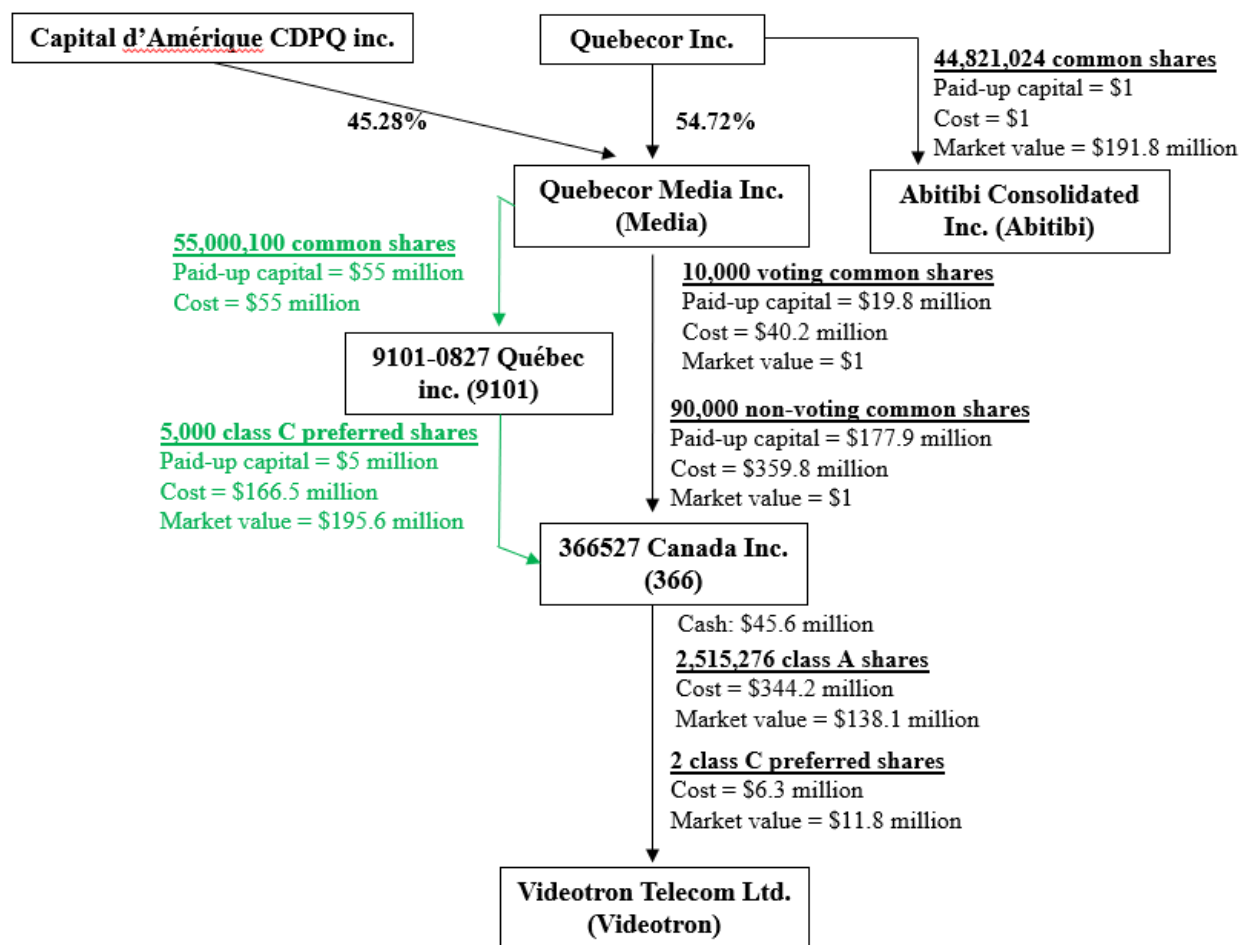 Capital d’Amérique CDPQ inc.
Quebecor Inc.
44,821,024 common shares
Paid-up capital = $1
Cost = $1
Market value = $191.8 million
45.28%
54.72%
Quebecor Media Inc.
(Media)
Abitibi Consolidated
Inc. (Abitibi)
55,000,100 common shares
Paid-up capital = $55 million
Cost = $55 million
10,000 voting common shares
Paid-up capital = $19.8 million
Cost = $40.2 million
Market value = $1
9101-0827 Québec
inc. (9101)
90,000 non-voting common shares
Paid-up capital = $177.9 million
Cost = $359.8 million
Market value = $1
5,000 class C preferred shares
Paid-up capital = $5 million
Cost = $166.5 million
Market value = $195.6 million
366527 Canada Inc.
(366)
Cash: $45.6 million
2,515,276 class A shares
Cost = $344.2 million
Market value = $138.1 million
2 class C preferred shares
Cost = $6.3 million
Market value = $11.8 million
Videotron Telecom Ltd.
(Videotron)